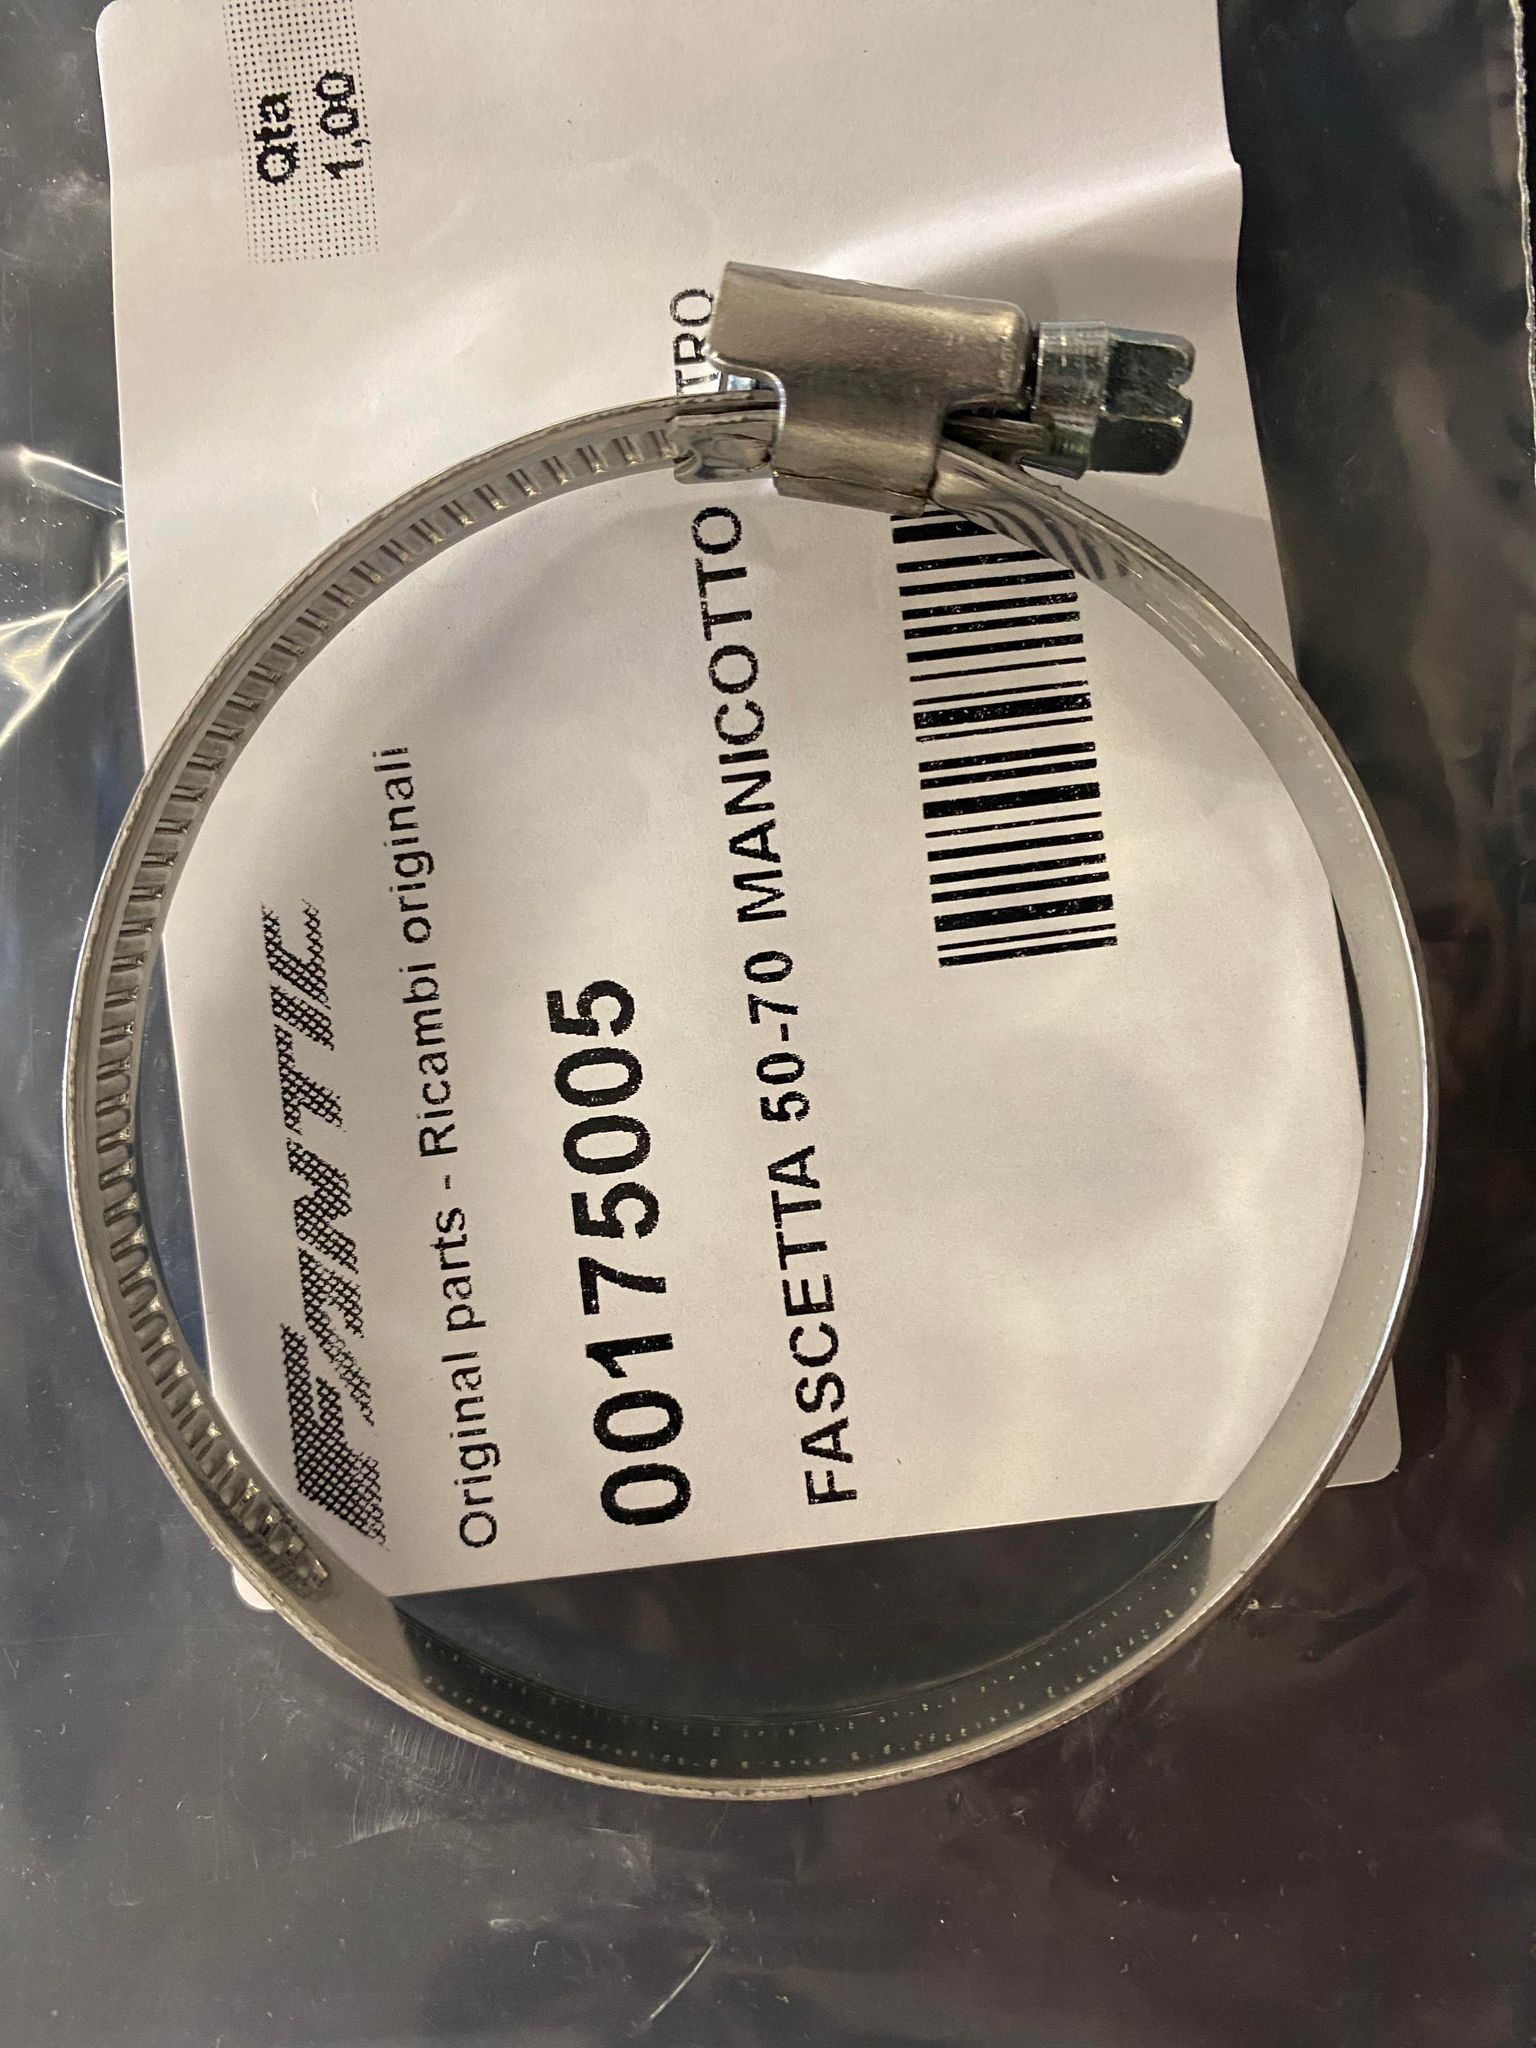 FANTIC
Qta
1,00
Original parts - Ricambi originali
00175005
FASCETTA 50-70 MANICOTTO